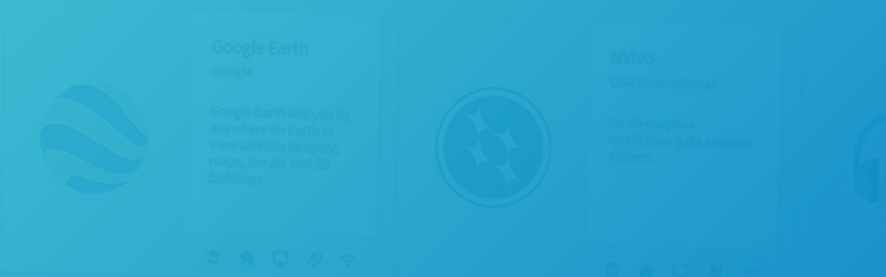 Google Earth
Google
Google Earth lets you fly
anywhere on Earth to
view satellite imagery,
maps, terrain and 3D
buildings.
NVivo
QSR International
An all-purpose
qualitative data analysis
system.